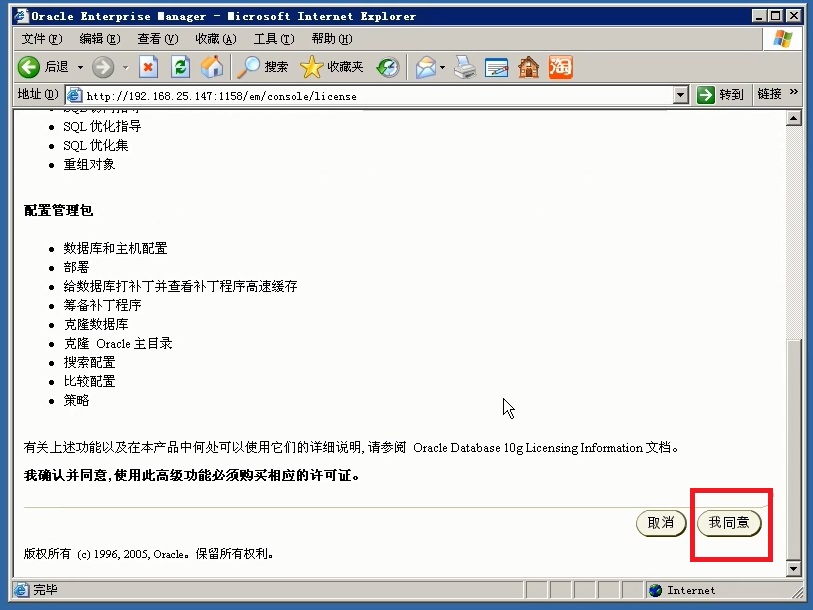 Oracle Enterprise Manager - Microsoft Internet Explorer
文件(F) 编辑(E) 查看(V) 收藏(A) 工具(T) 帮助(H)
后退 搜索 收藏夹 淘
地址(D) http://192.168.25.147:1158/em/console/license 转到 链接 »
SQL 优化指导
SQL 优化集
重组对象
配置管理包
数据库和主机配置
部署
给数据库打补丁并查看补丁程序高速缓存
筹备补丁程序
克隆数据库
克隆 Oracle 主目录
搜索配置
比较配置
策略
有关上述功能以及在本产品中何处可以使用它们的详细说明, 请参阅 Oracle Database 10g Licensing Information 文档。
我确认并同意, 使用此高级功能必须购买相应的许可证。
取消 我同意
版权所有 (c) 1996, 2005, Oracle。保留所有权利。
完毕 Internet